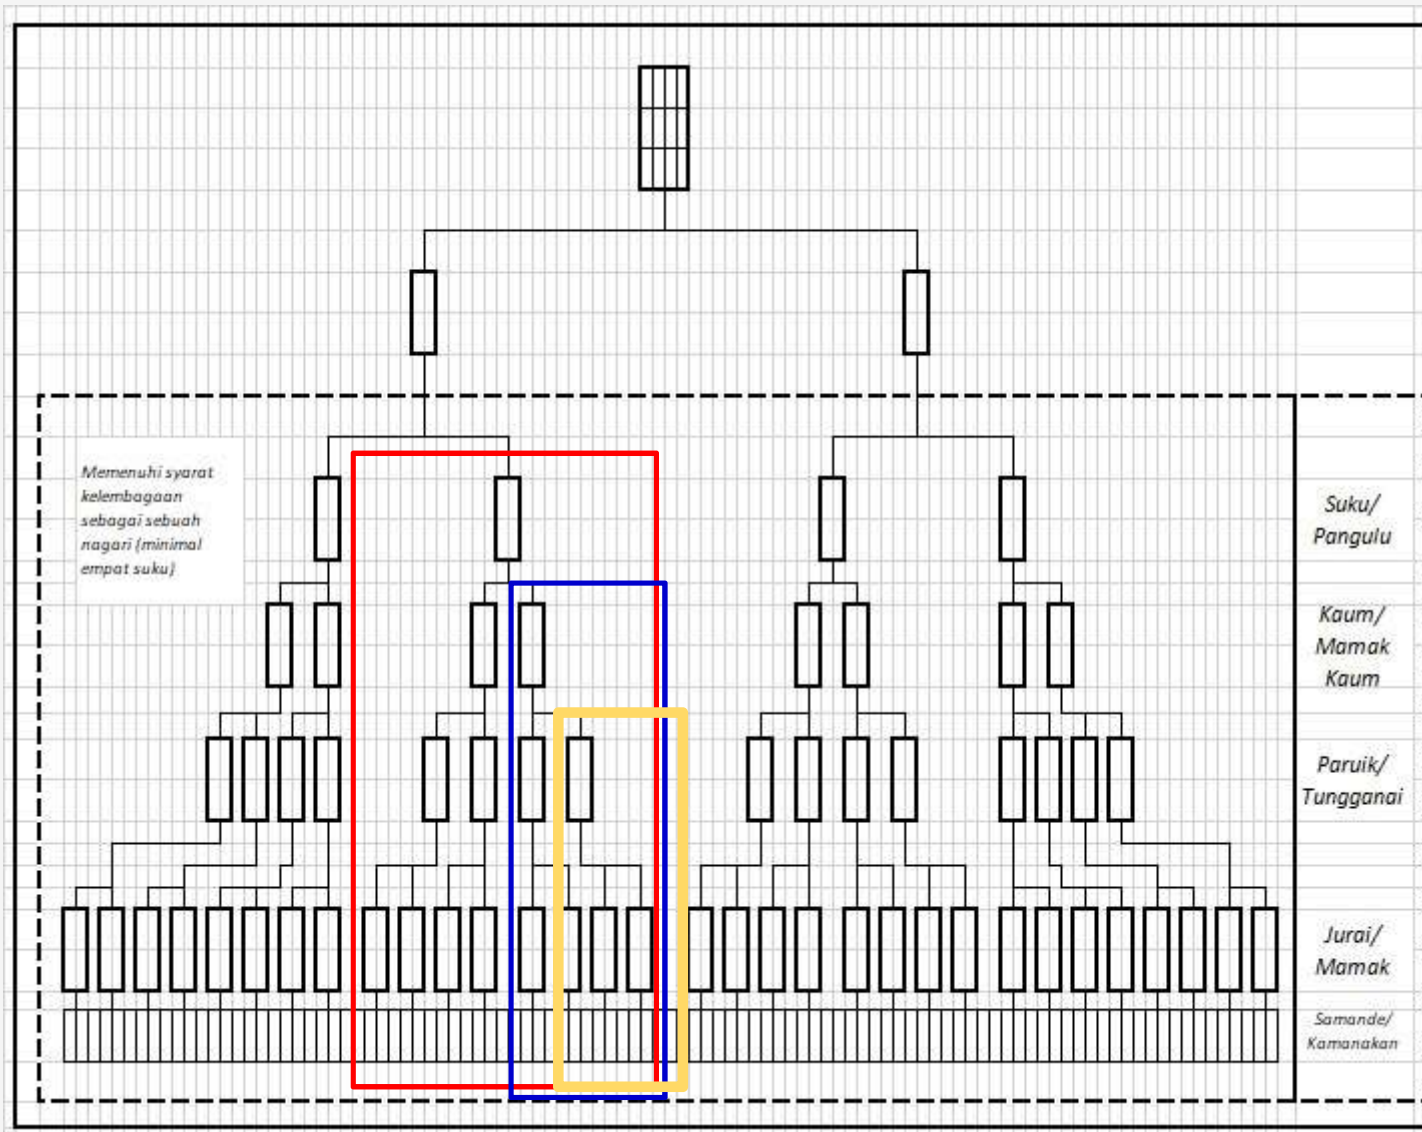 Memenuhi syarat
kelembagaan
sebagai sebuah
nagari (minimal
empat suku)
Suku/
Pangulu
Kaum/
Mamak
Kaum
Paruik/
Tungganai
Jurai/
Mamak
Samande/
Kamanakan